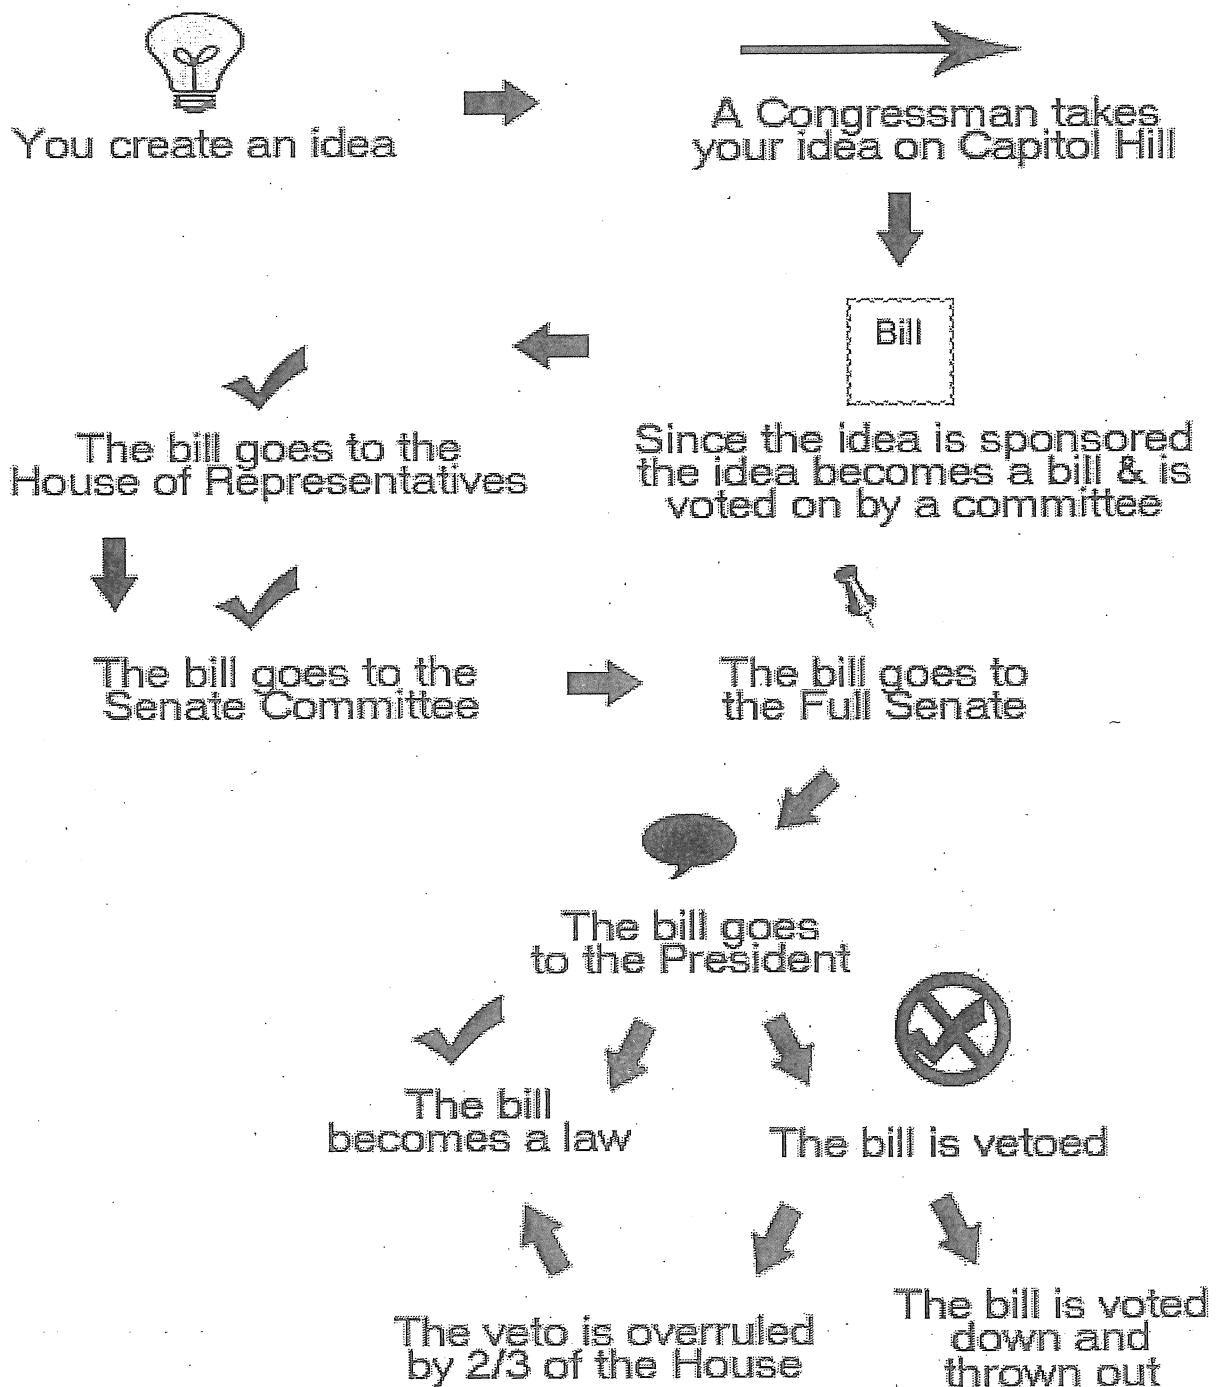 You create an idea
A Congressman takes
your idea on Capitol Hill
Bill
Since the idea is sponsored
the idea becomes a bill & is
voted on by a committee
The bill goes to the
House of Representatives
The bill goes to the
Senate Committee
The bill goes to
the Full Senate
The bill goes
to the President
The bill
becomes a law
The bill is vetoed
The veto is overruled
by 2/3 of the House
The bill is voted
down and
thrown out